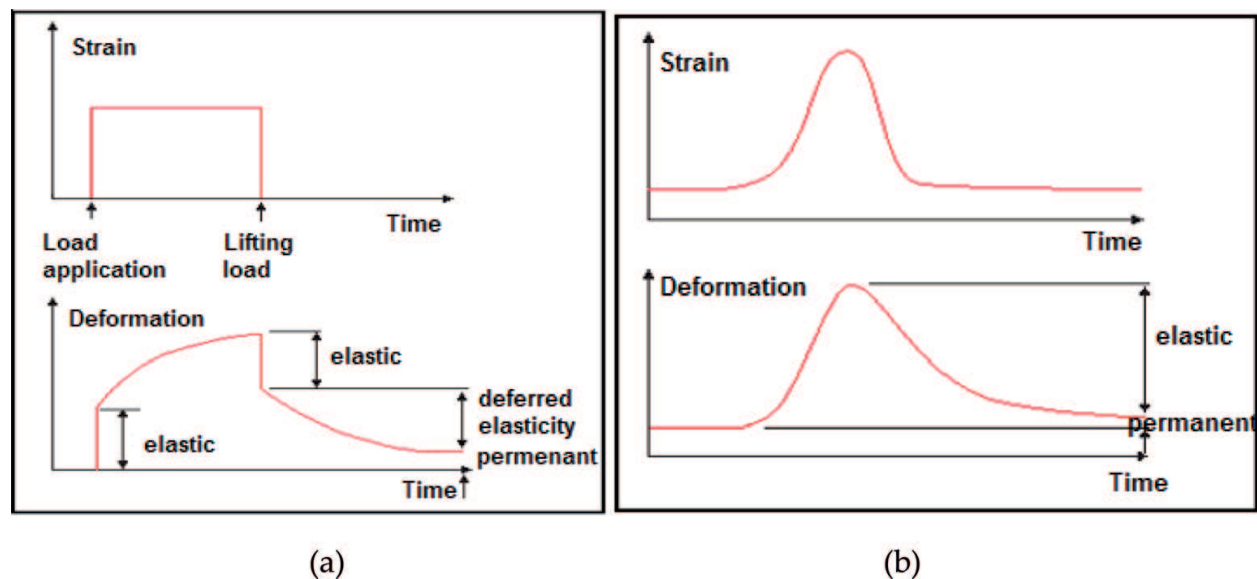 Strain
Time
Load
application
Lifting
load
Deformation
elastic
elastic
deferred
elasticity
permenant
Time
(a)
Strain
Time
Deformation
elastic
permanent
Time
(b)